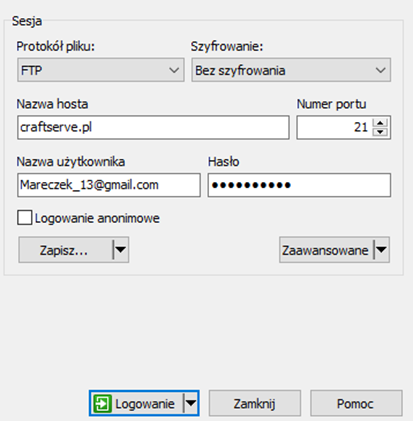 Sesja
Protokół pliku: Szyfrowanie:
FTP Bez szyfrowania
Nazwa hosta Numer portu
craftserve.pl 21
Nazwa użytkownika Hasło
Mareczek_13@gmail.com ●●●●●●●●●●
Logowanie anonimowe
Zapisz... Zaawansowane
Logowanie Zamknij Pomoc